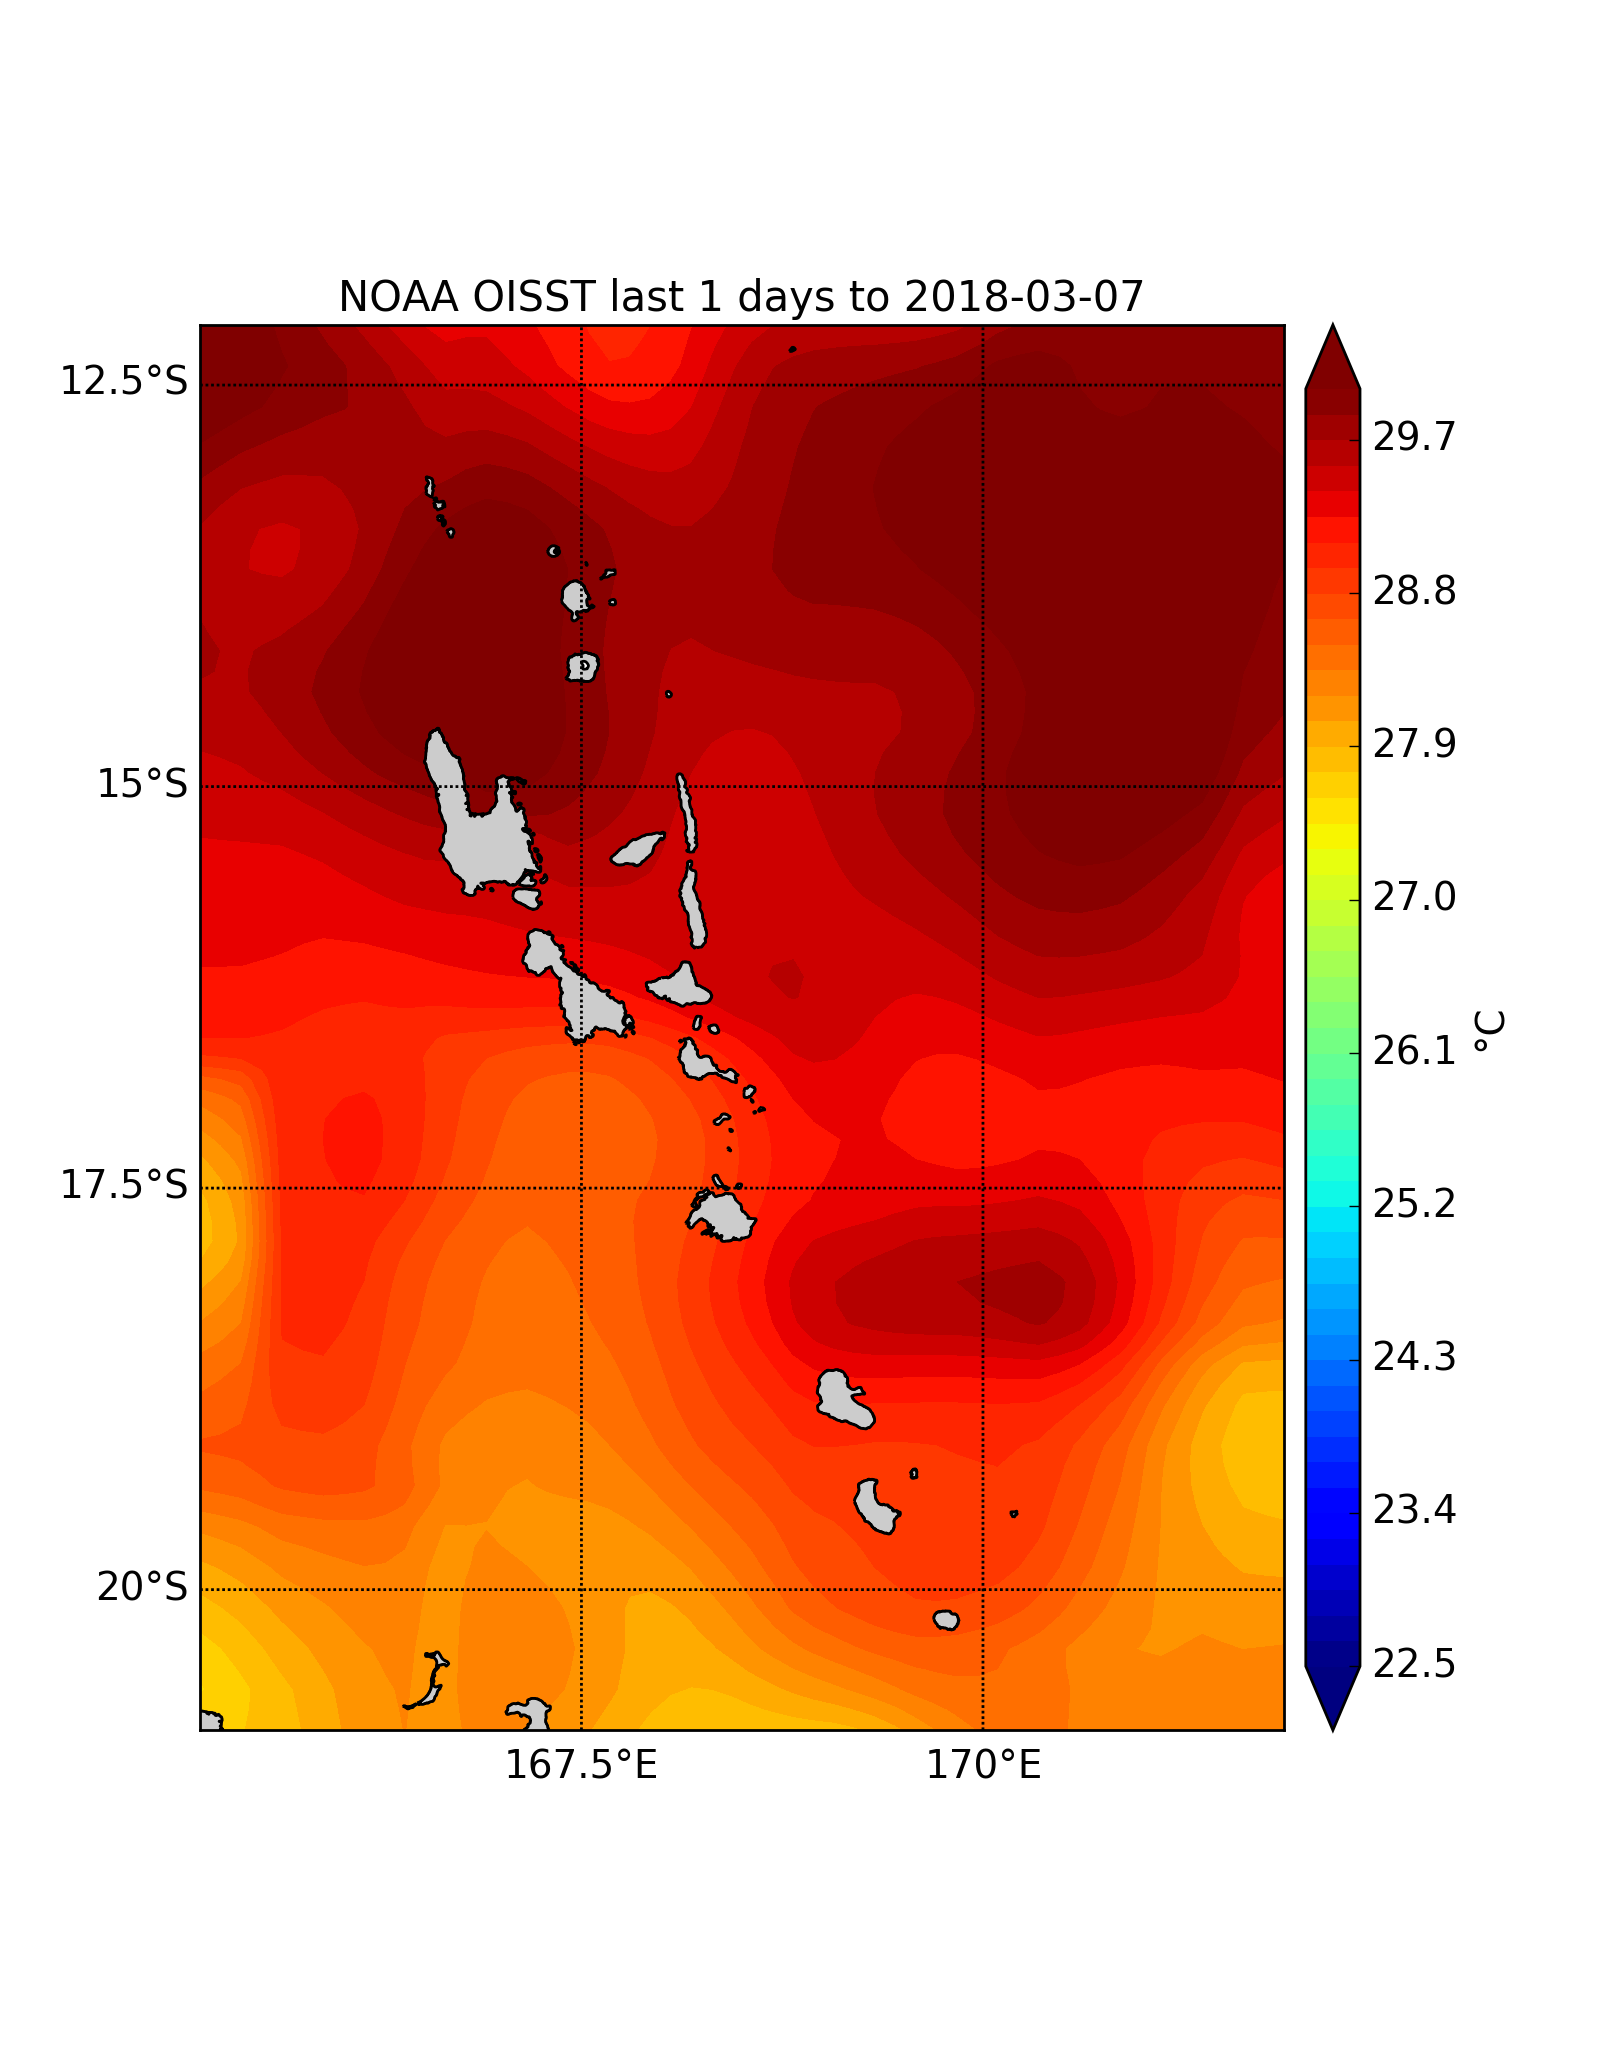 NOAA OISST last 1 days to 2018-03-07
12.5°S
15°S
17.5°S
20°S
167.5°E
170°E
29.7
28.8
27.9
27.0
26.1
25.2
24.3
23.4
22.5
°C